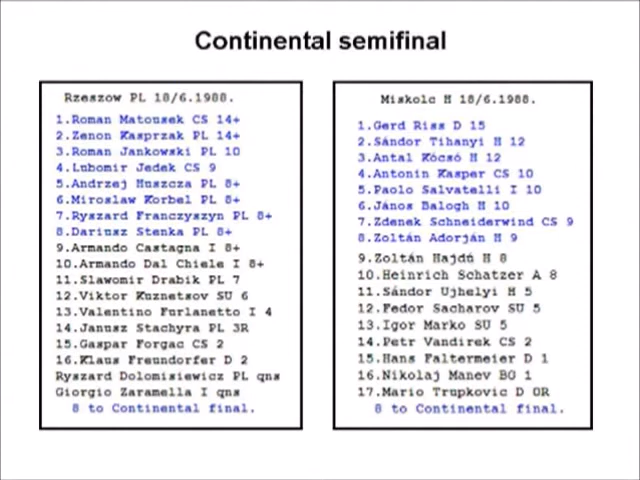 Continental semifinal
Rzeszow PL 18/6.1988.
1.Roman Matousek CS 14+
2.Zenon Kasprzak PL 14+
3.Roman Jankowski PL 10
4.Lubomir Jedek CS 9
5.Andrzej Huszcza PL 8+
6.Miroslaw Korbel PL 8+
7.Ryszard Franczyszyn PL 8+
8.Dariusz Stenka PL 8+
9.Armando Castagna I 8+
10.Armando Dal Chiele I 8+
11.Slawomir Drabik PL 7
12.Viktor Kuznetsov SU 6
13.Valentino Furlanetto I 4
14.Janusz Stachyra PL 3R
15.Gaspar Forgac CS 2
16.Klaus Freundorfer D 2
Ryszard Dolomisiewicz PL qns
Giorgio Zaramella I qns
8 to Continental final.
Miskolc H 18/6.1988.
1.Gerd Riss D 15
2.Sándor Tihanyi H 12
3.Antal Kócsó H 12
4.Antonin Kasper CS 10
5.Paolo Salvatelli I 10
6.János Balogh H 10
7.Zdenek Schneiderwind CS 9
8.Zoltán Adorján H 9
9.Zoltán Hajdú H 8
10.Heinrich Schatzer A 8
11.Sándor Ujhelyi H 5
12.Fedor Sacharov SU 5
13.Igor Marko SU 5
14.Petr Vandirek CS 2
15.Hans Faltermeier D 1
16.Nikolaj Manev BG 1
17.Mario Trupkovic D 0R
8 to Continental final.